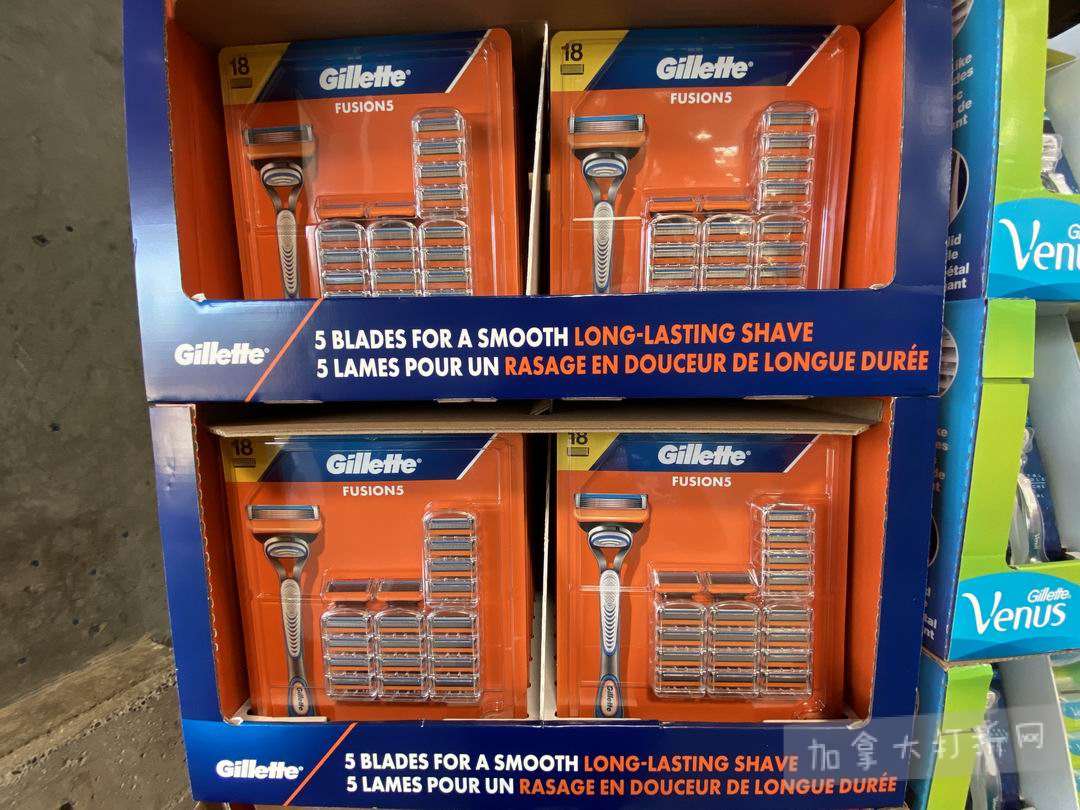 18
Gillette
FUSION5
18
Gillette
FUSION5
Gillette
5 BLADES FOR A SMOOTH LONG-LASTING SHAVE
5 LAMES POUR UN RASAGE EN DOUCEUR DE LONGUE DURÉE
Venus
18
Gillette
FUSION5
18
Gillette
FUSION5
Gillette
Gillette
Gillette
Venus
Gillette
5 BLADES FOR A SMOOTH LONG-LASTING SHAVE
5 LAMES POUR UN RASAGE EN DOUCEUR DE LONGUE DURÉE
加拿大打折网